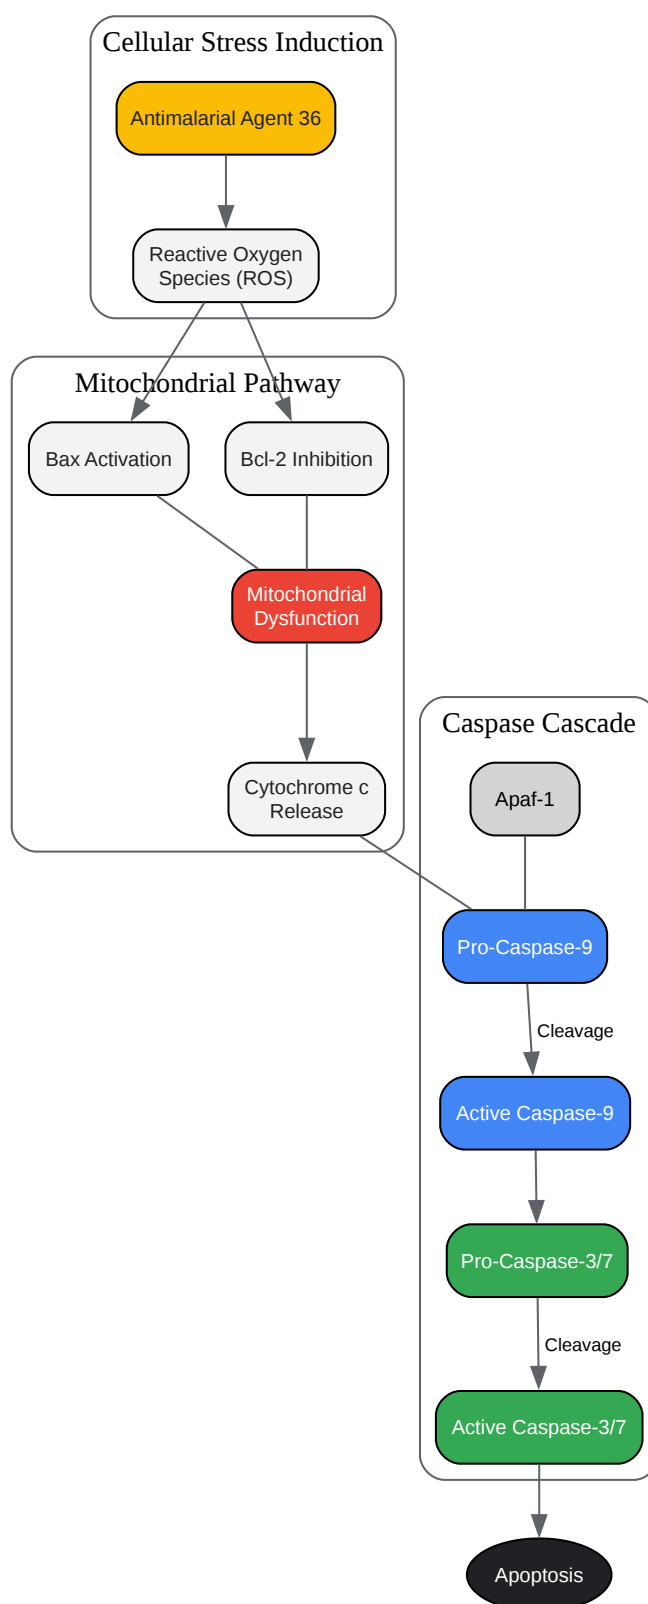 Cellular Stress Induction
Antimalarial Agent 36
Reactive Oxygen
Species (ROS)
Mitochondrial Pathway
Bax Activation
Bcl-2 Inhibition
Mitochondrial
Dysfunction
Cytochrome c
Release
Caspase Cascade
Apaf-1
Pro-Caspase-9
Cleavage
Active Caspase-9
Pro-Caspase-3/7
Cleavage
Active Caspase-3/7
Apoptosis